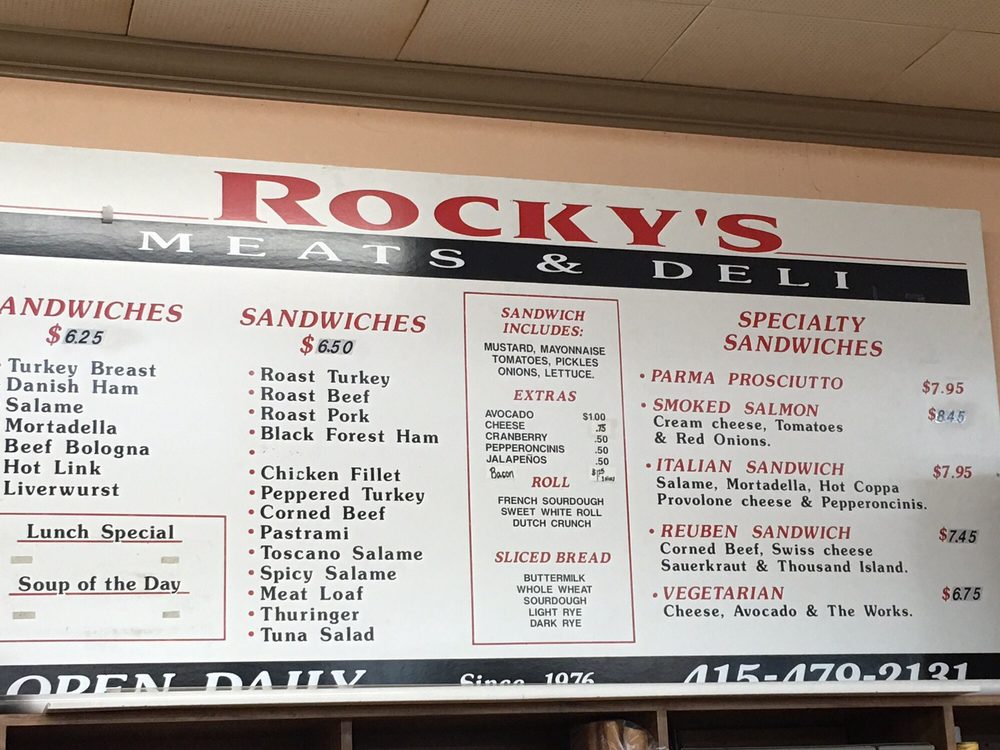 ROCKY'S
MEATS & DELI
ANDWICHES
$6.25
Turkey Breast
Danish Ham
Salame
Mortadella
Beef Bologna
Hot Link
Liverwurst
Lunch Special
Soup of the Day
SANDWICHES
$6.50
• Roast Turkey
• Roast Beef
• Roast Pork
• Black Forest Ham
•
• Chicken Fillet
• Peppered Turkey
• Corned Beef
• Pastrami
• Toscano Salame
• Spicy Salame
• Meat Loaf
• Thuringer
• Tuna Salad
SANDWICH
INCLUDES:
MUSTARD, MAYONNAISE
TOMATOES, PICKLES
ONIONS, LETTUCE.
EXTRAS
AVOCADO $1.00
CHEESE .75
CRANBERRY .50
PEPPERONCINIS .50
JALAPEÑOS .50
Bacon
ROLL
FRENCH SOURDOUGH
SWEET WHITE ROLL
DUTCH CRUNCH
SLICED BREAD
BUTTERMILK
WHOLE WHEAT
SOURDOUGH
LIGHT RYE
DARK RYE
SPECIALTY
SANDWICHES
• PARMA PROSCIUTTO $7.95
• SMOKED SALMON $8.45
Cream cheese, Tomatoes
& Red Onions.
• ITALIAN SANDWICH $7.95
Salame, Mortadella, Hot Coppa
Provolone cheese & Pepperoncinis.
• REUBEN SANDWICH $7.45
Corned Beef, Swiss cheese
Sauerkraut & Thousand Island.
• VEGETARIAN $6.75
Cheese, Avocado & The Works.
OPEN DAILY Since 1976 415-479-2131